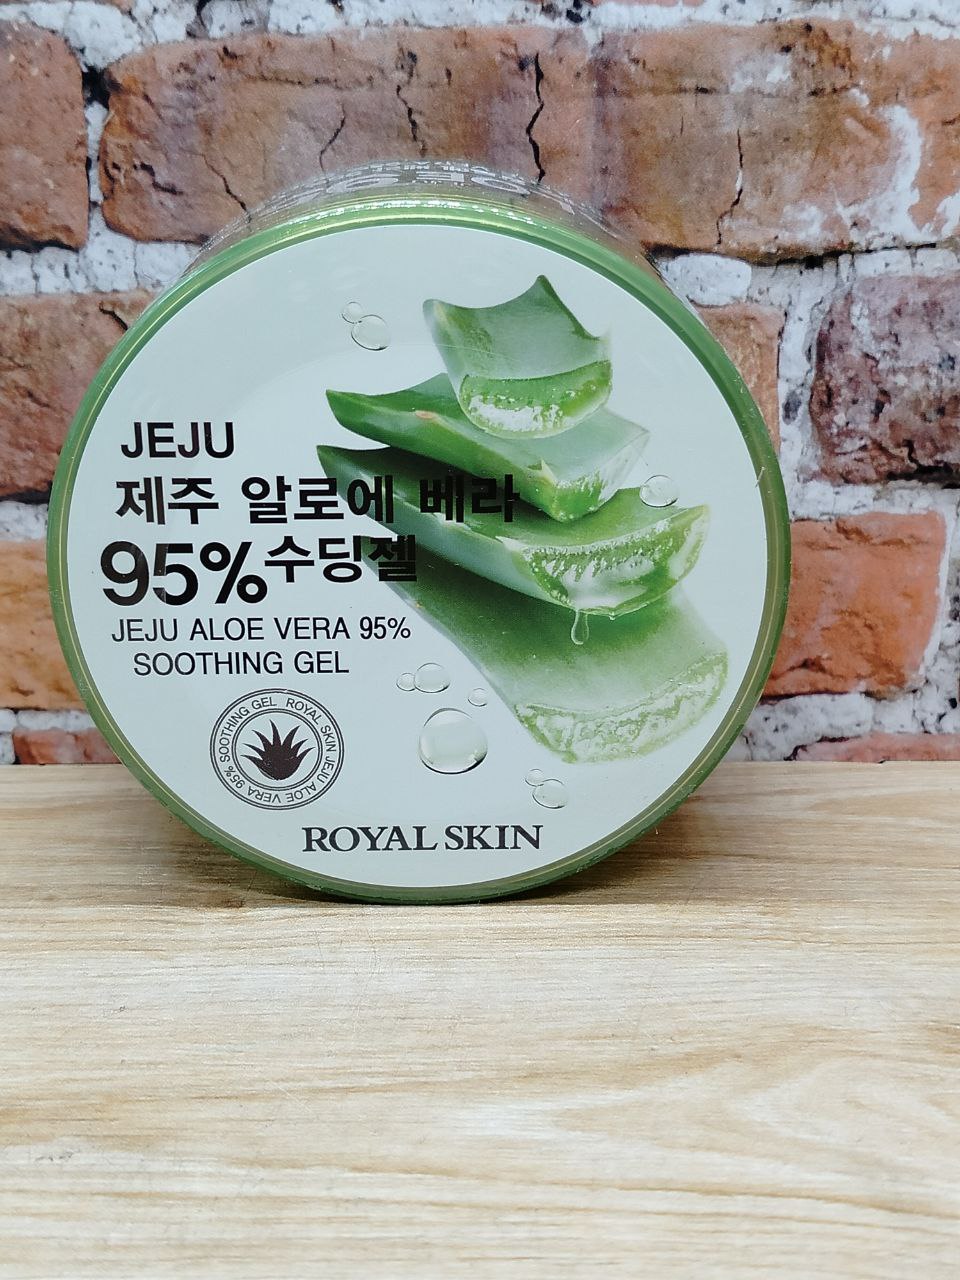 JEJU
제주 알로에 베라
95% 수딩젤
JEJU ALOE VERA 95%
SOOTHING GEL
ROYAL SKIN JEJU ALOE VERA 95% SOOTHING GEL
ROYAL SKIN